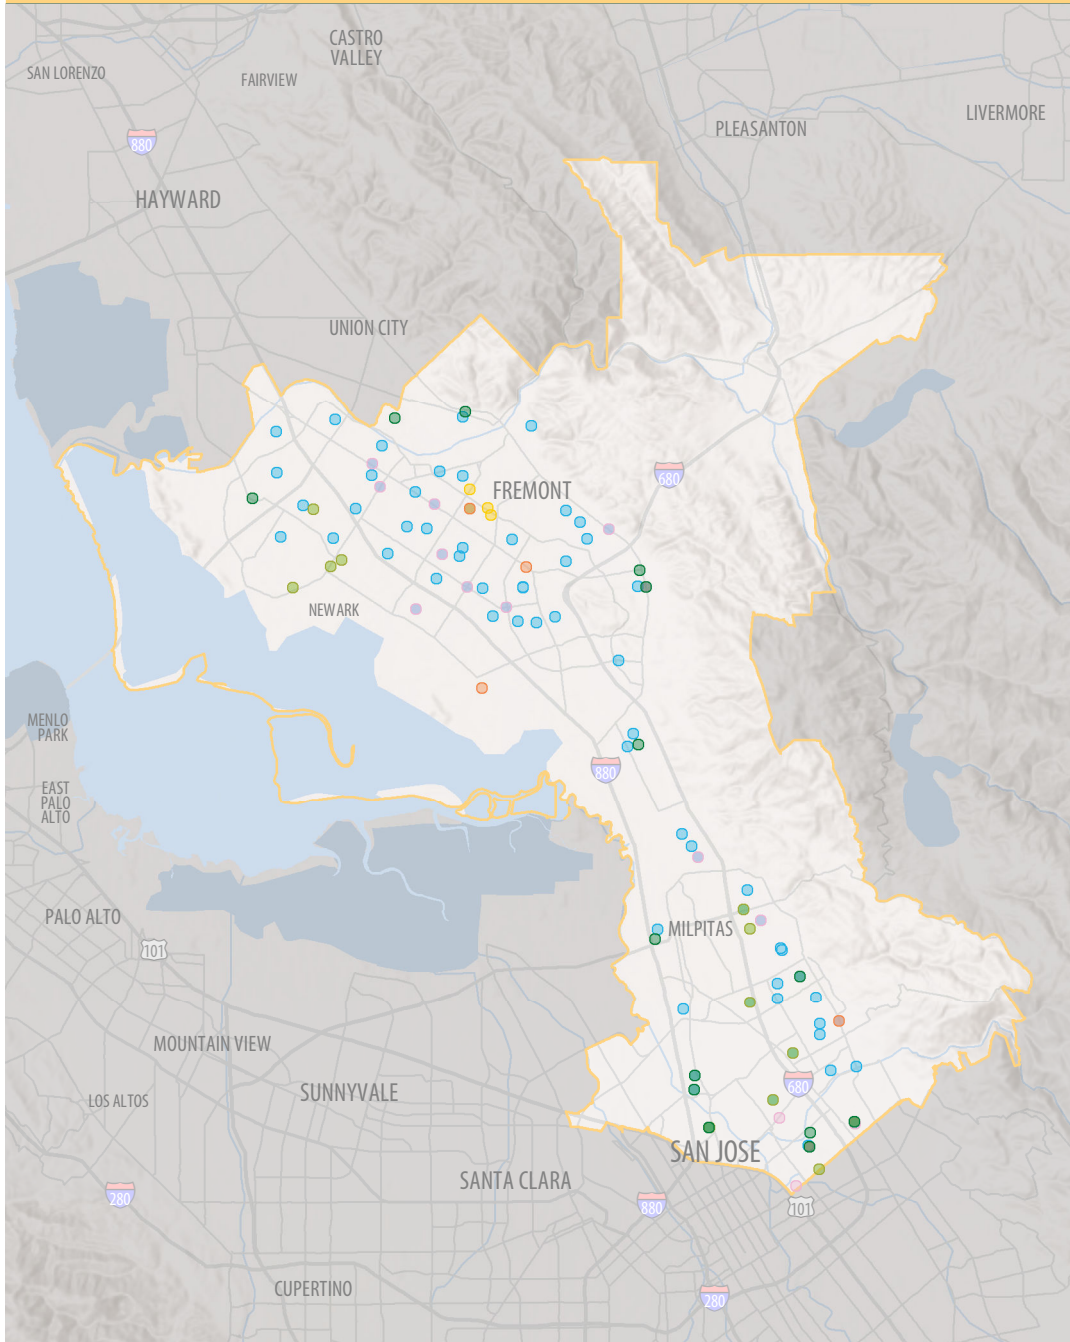 CASTRO
VALLEY
SAN LORENZO
FAIRVIEW
LIVERMORE
PLEASANTON
880
HAYWARD
UNION CITY
680
FREMONT
NEWARK
MENLO
PARK
880
EAST
PALO
ALTO
PALO ALTO
MILPITAS
101
MOUNTAIN VIEW
SUNNYVALE
680
LOS ALTOS
SAN JOSE
SANTA CLARA
280
880
101
CUPERTINO
280